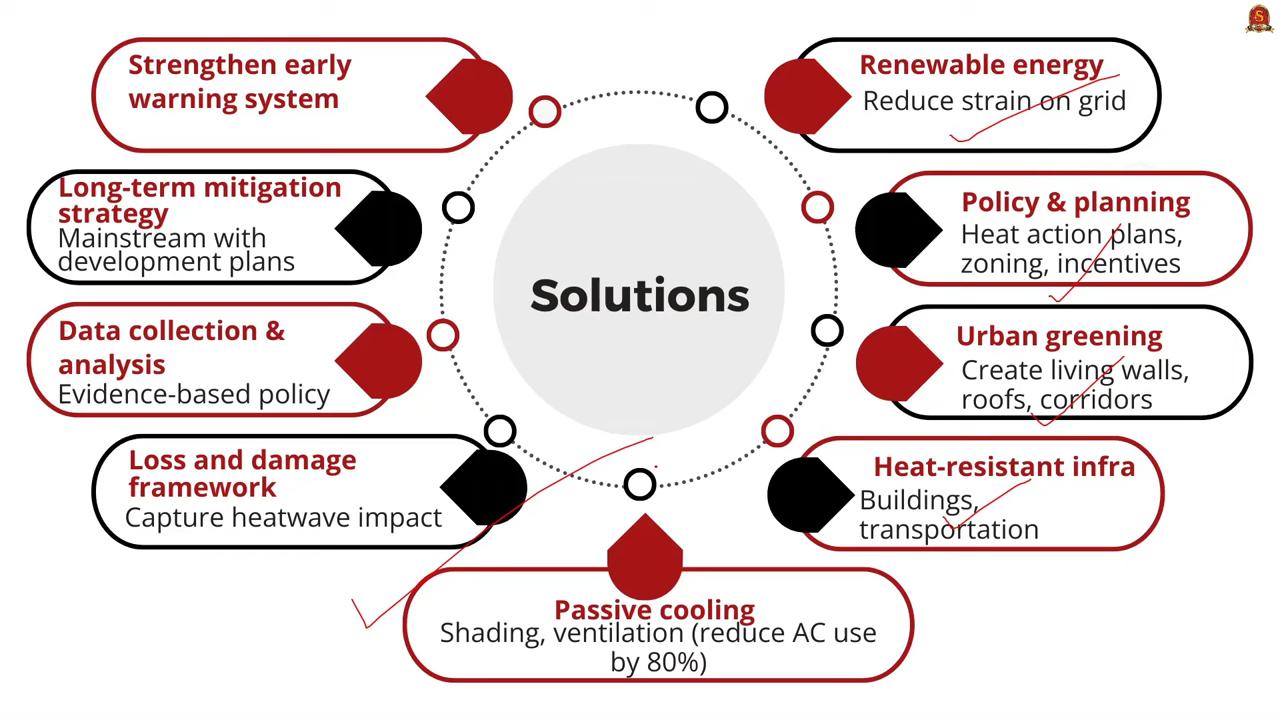 Strengthen early
warning system
Long-term mitigation
strategy
Mainstream with
development plans
Data collection &
analysis
Evidence-based policy
Loss and damage
framework
Capture heatwave impact
Solutions
Renewable energy
Reduce strain on grid
Policy & planning
Heat action plans,
zoning, incentives
Urban greening
Create living walls,
roofs, corridors
Heat-resistant infra
Buildings,
transportation
Passive cooling
Shading, ventilation (reduce AC use
by 80%)